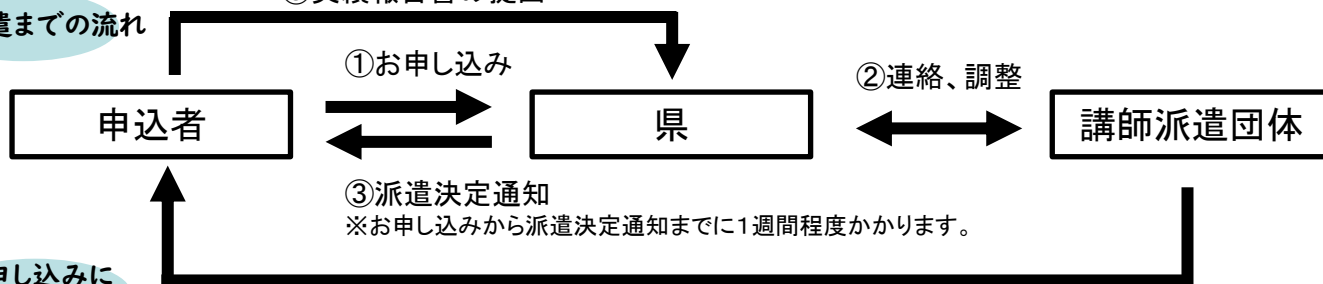 遣までの流れ
①お申し込み
②連絡、調整
申込者
県
講師派遣団体
③派遣決定通知
※お申し込みから派遣決定通知までに1週間程度かかります。
申し込みに